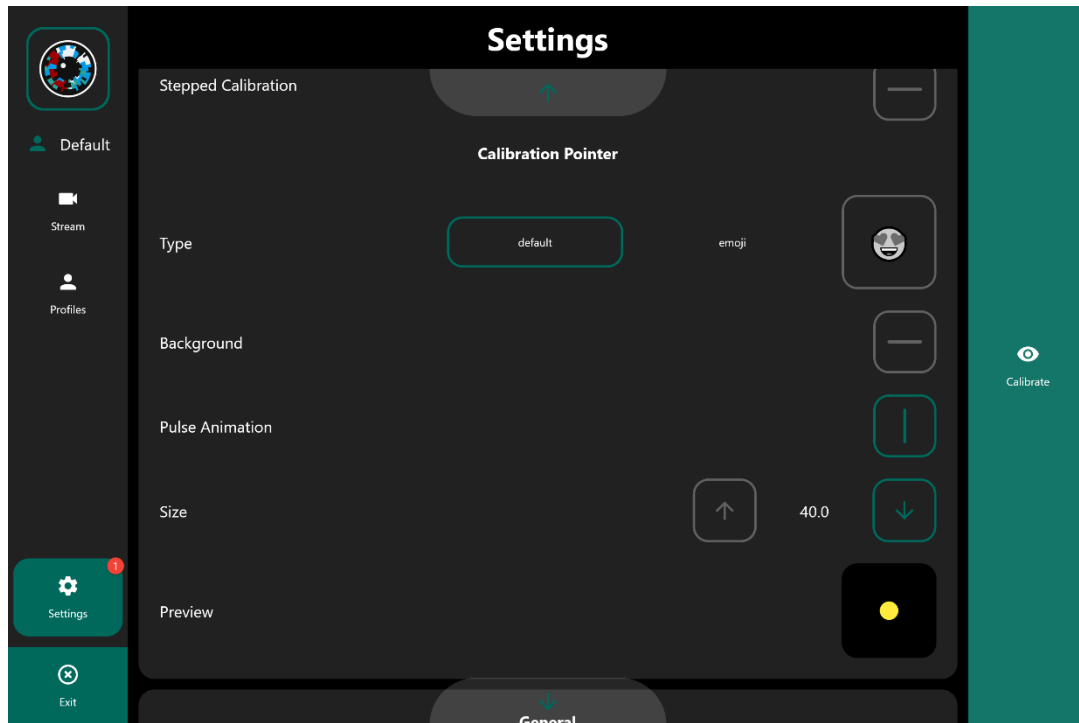 Settings
Default
Stream
Profiles
Settings
1
Exit
Stepped Calibration
Calibration Pointer
Type
default
emoji
Background
Pulse Animation
Size
40.0
Preview
General
Calibrate